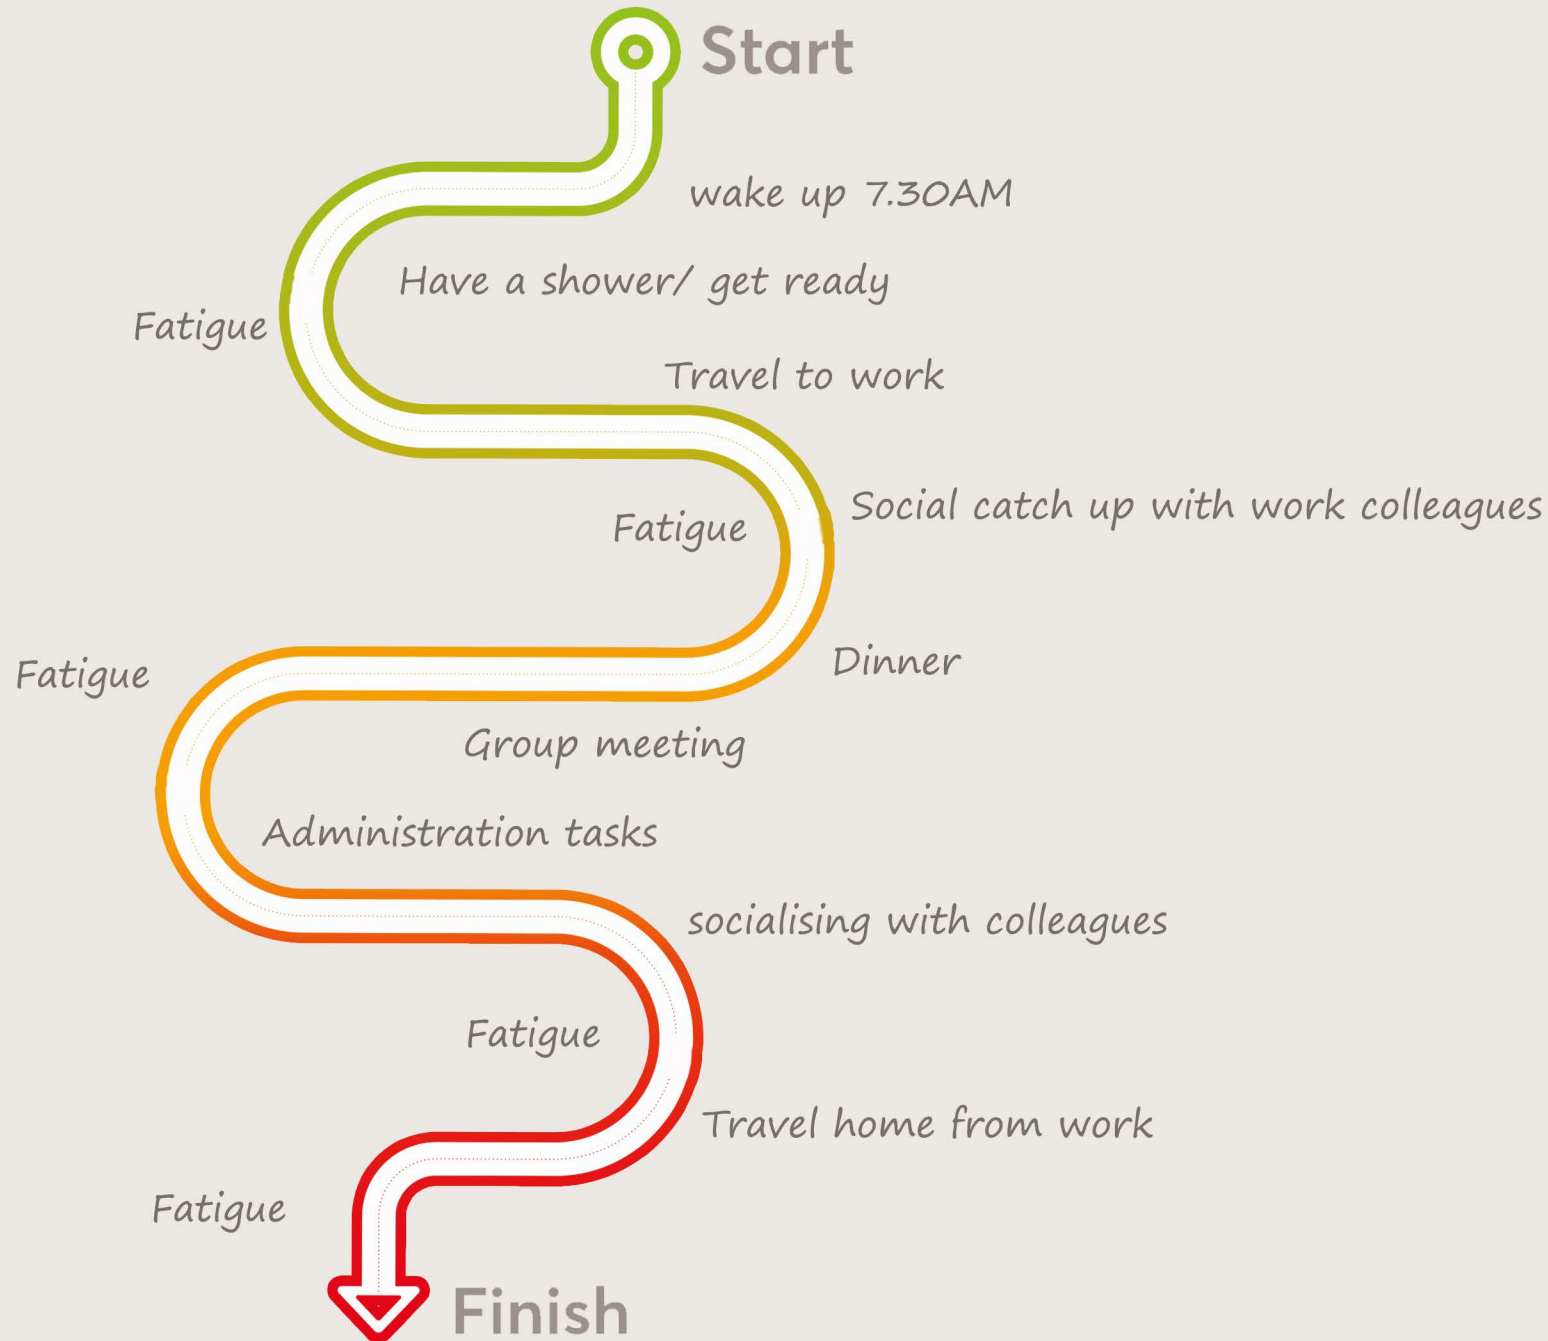 Start
wake up 7.30AM
Have a shower/ get ready
Fatigue
Travel to work
Social catch up with work colleagues
Fatigue
Dinner
Fatigue
Group meeting
Administration tasks
socialising with colleagues
Fatigue
Travel home from work
Fatigue
Finish